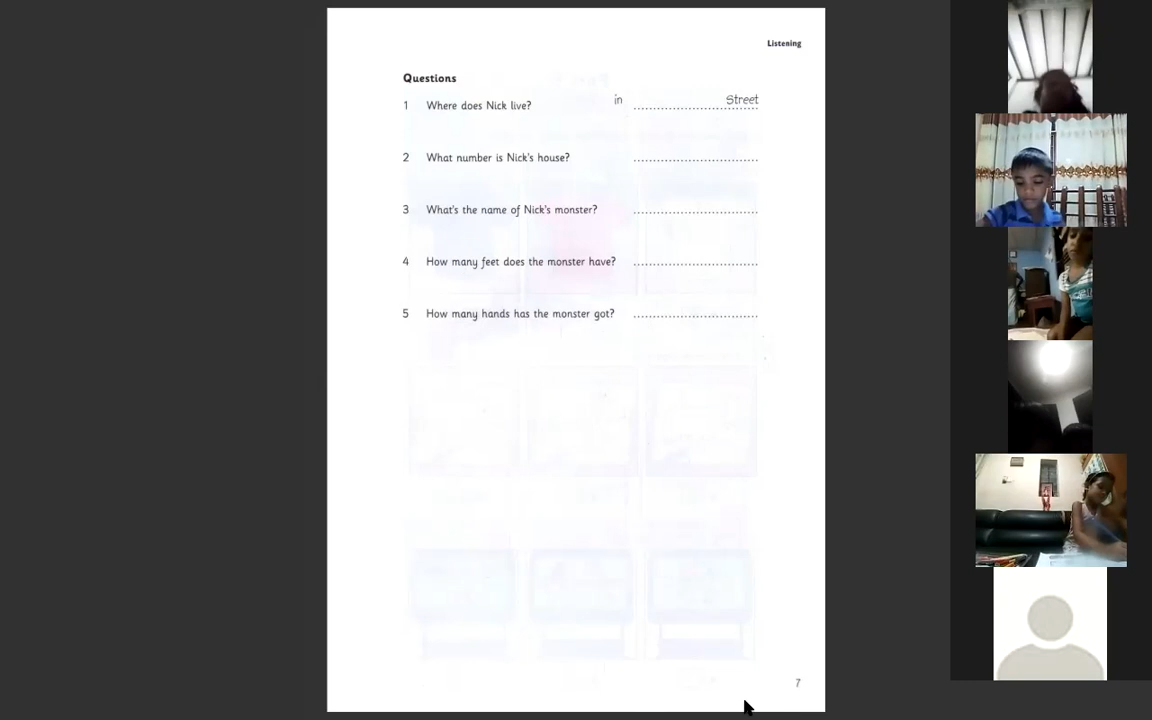 Listening
Questions
1 Where does Nick live? in ............................ Street
2 What number is Nick's house? ...............................
3 What's the name of Nick's monster? ...............................
4 How many feet does the monster have? ...............................
5 How many hands has the monster got? ...............................
7